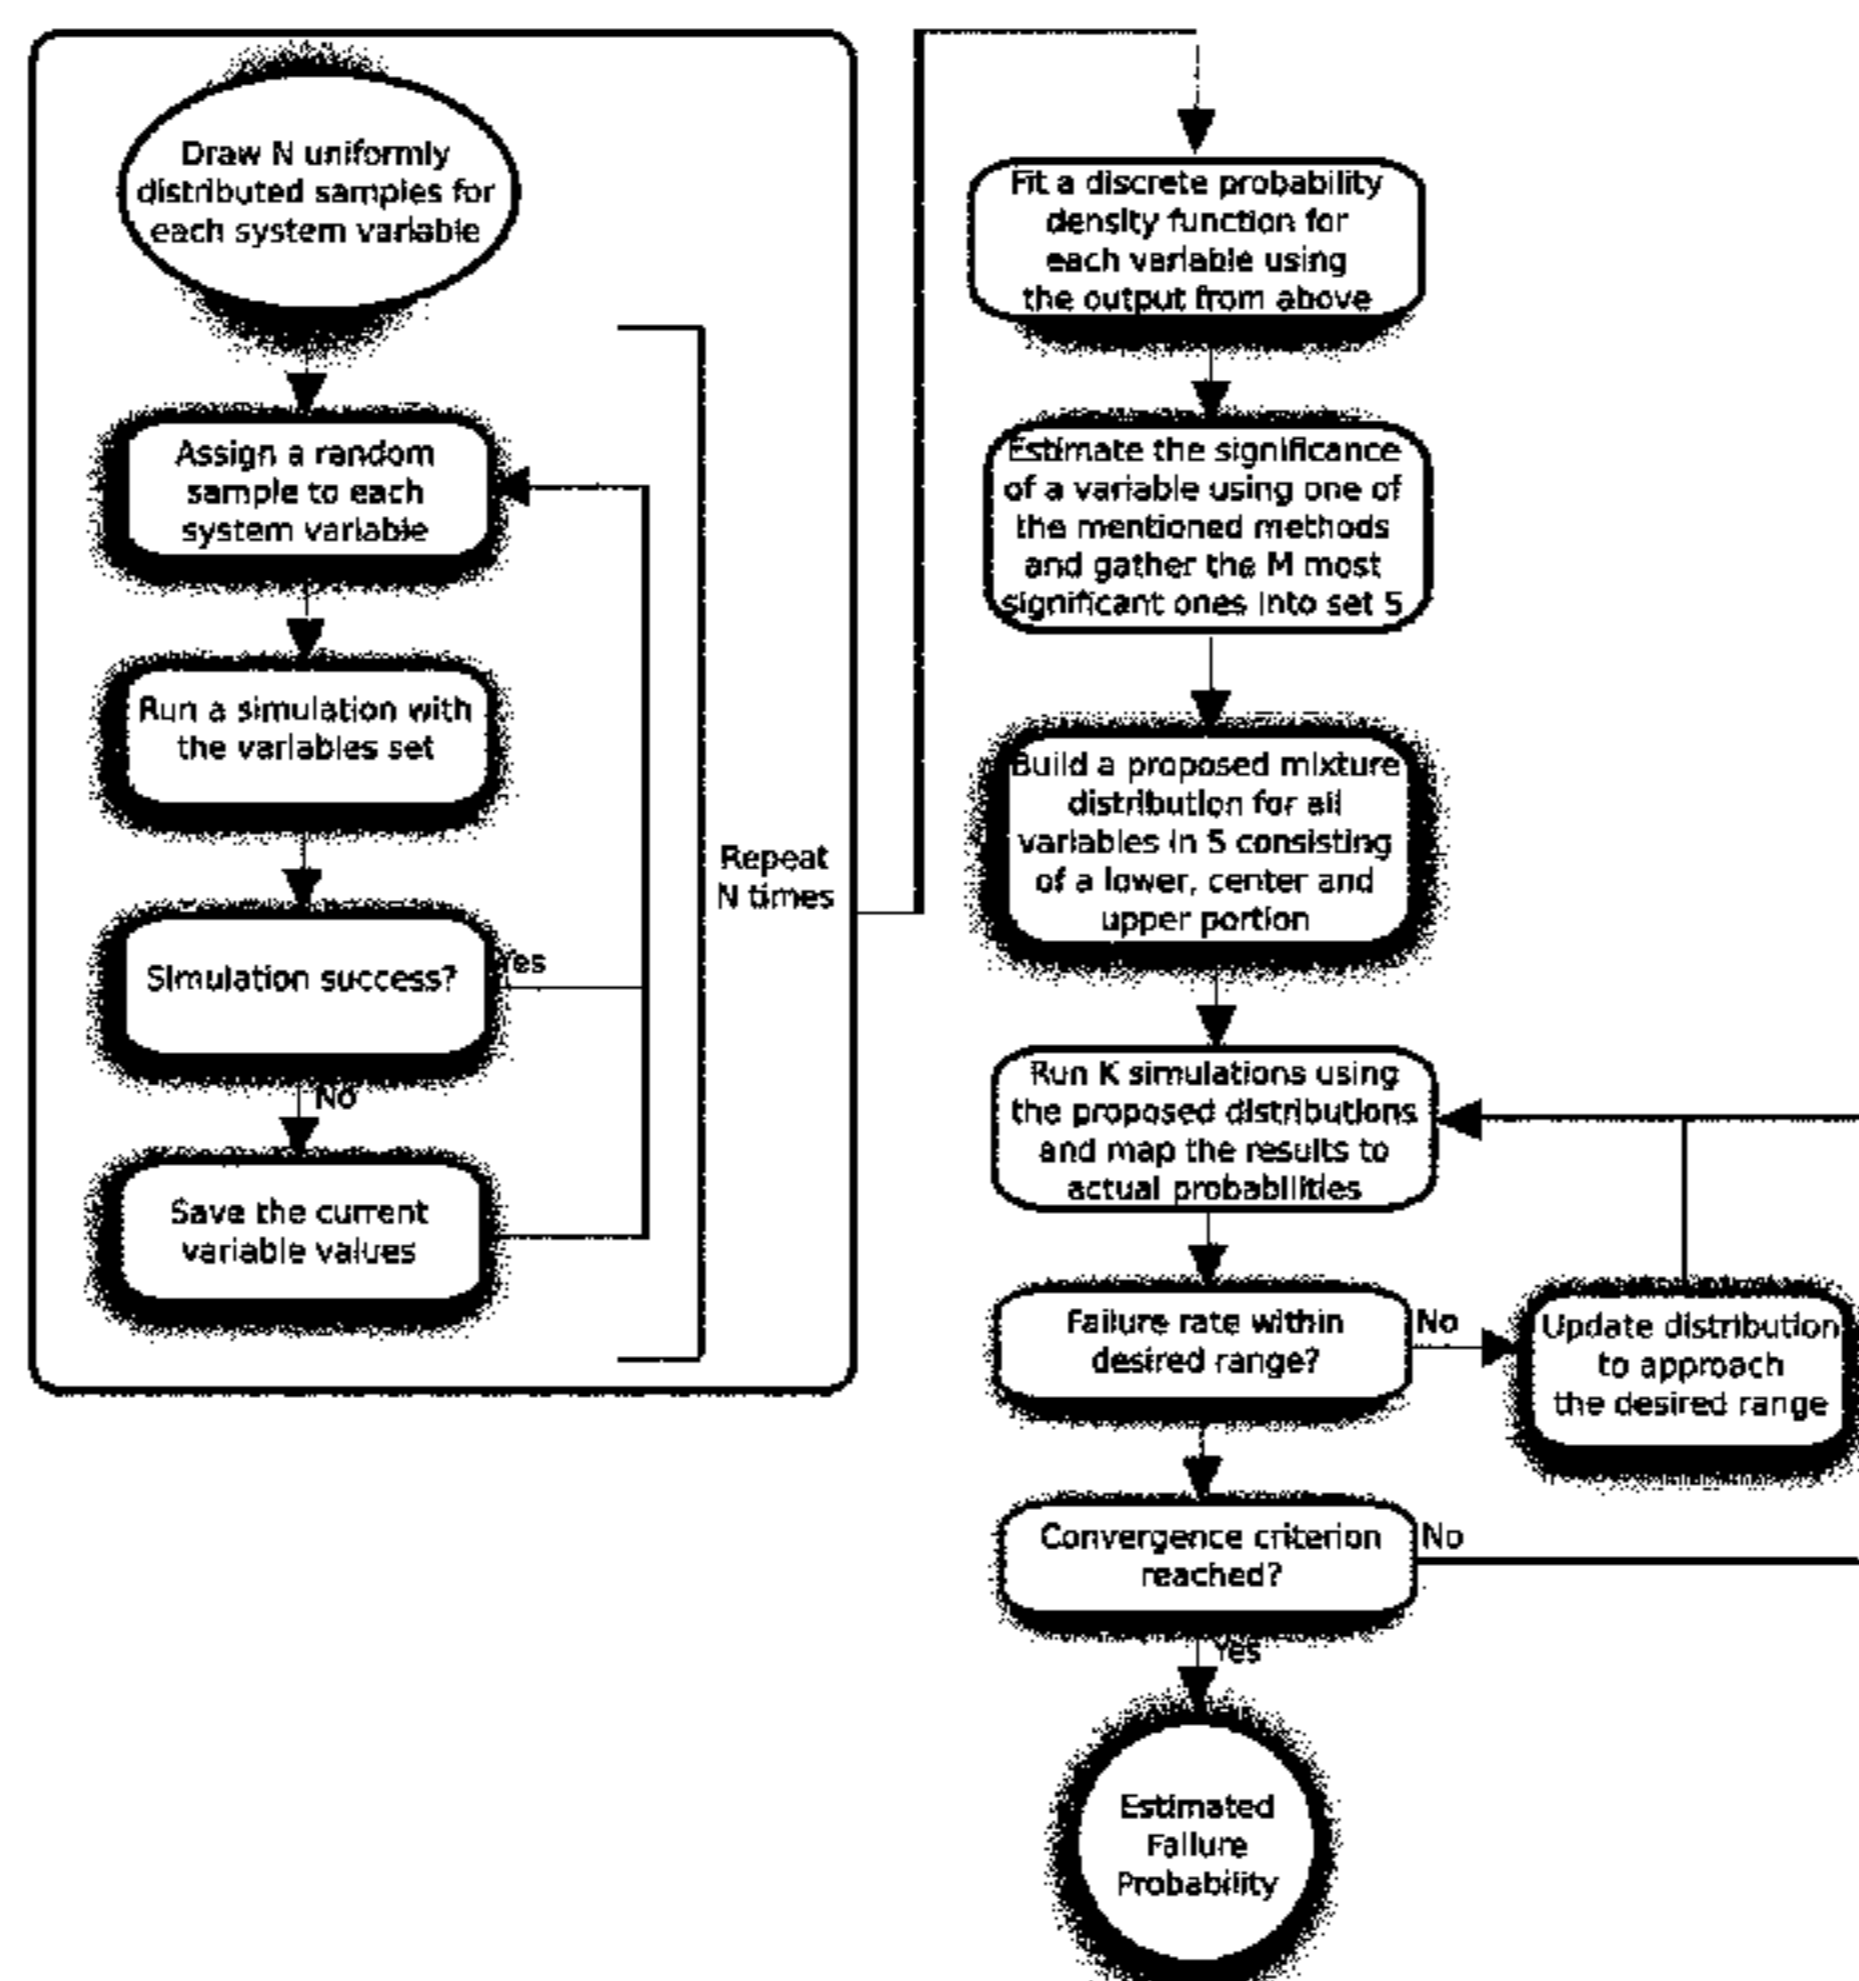 Draw N uniformly
distributed samples for
each system variable
Assign a random
sample to each
system variable
Run a simulation with
the variables set
Simulation success?
Yes
No
Save the current
variable values
Repeat
N times
Fit a discrete probability
density function for
each variable using
the output from above
Estimate the significance
of a variable using one of
the mentioned methods
and gather the M most
significant ones into set S
Build a proposed mixture
distribution for all
variables in S consisting
of a lower, center and
upper portion
Run K simulations using
the proposed distributions
and map the results to
actual probabilities
Failure rate within
desired range?
No
Update distribution
to approach
the desired range
Convergence criterion
reached?
No
Yes
Estimated
Failure
Probability